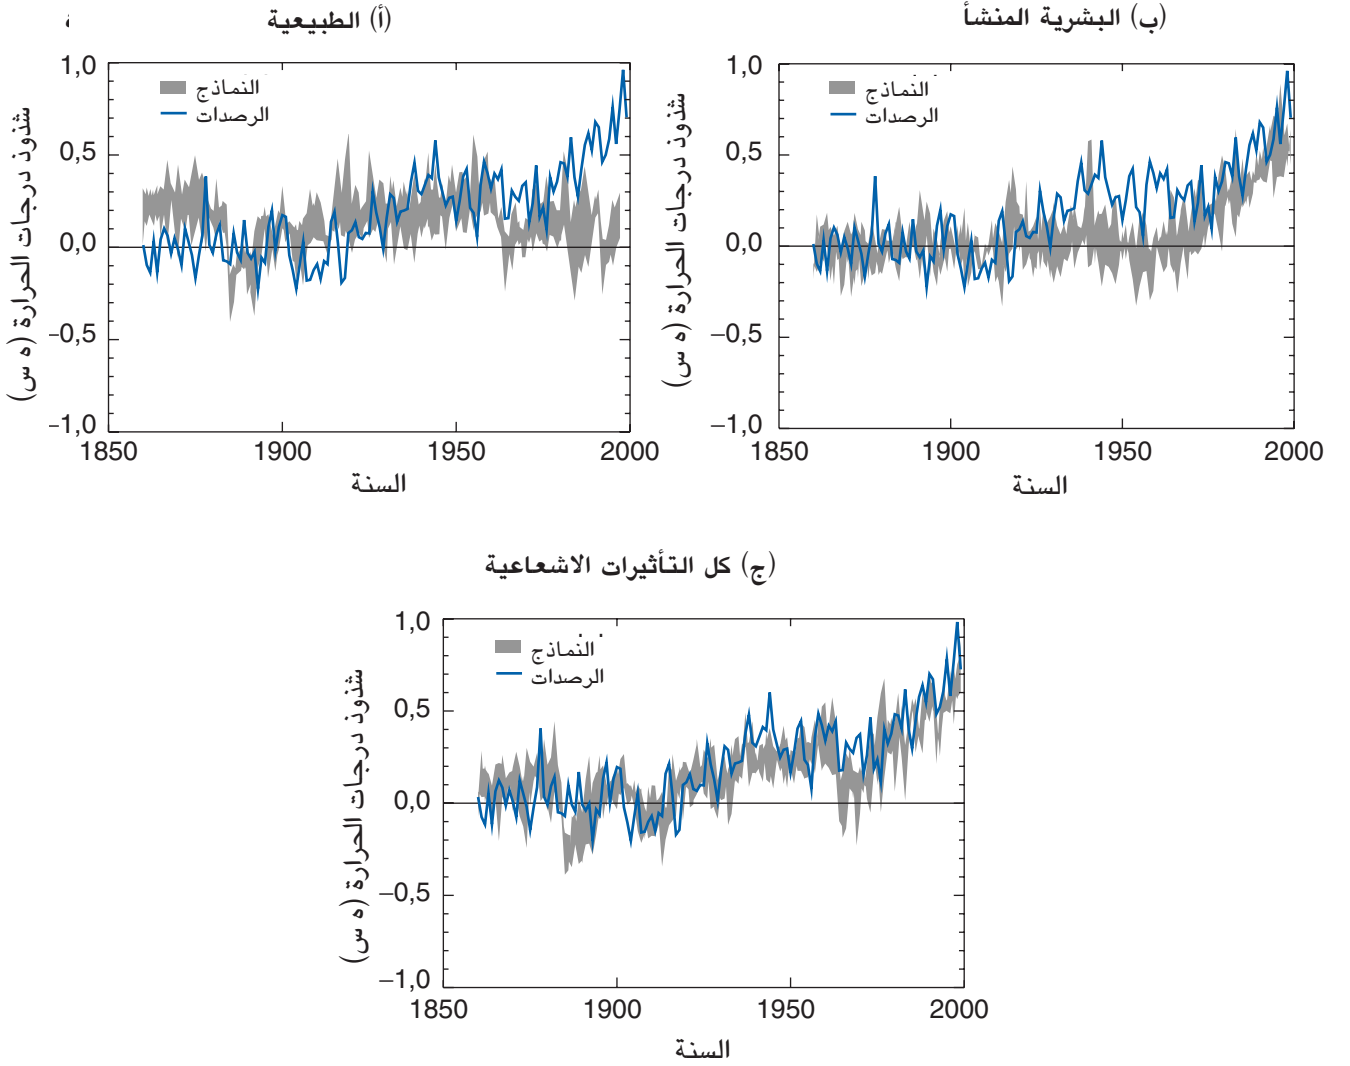 (أ) الطبيعية
1,0
0,5
0,0
−0,5
−1,0
شذوذ درجات الحرارة (ه س)
النماذج
الرصدات
1850 1900 1950 2000
السنة
(ب) البشرية المنشأ
1,0
0,5
0,0
−0,5
−1,0
شذوذ درجات الحرارة (ه س)
النماذج
الرصدات
1850 1900 1950 2000
السنة
(ج) كل التأثيرات الاشعاعية
1,0
0,5
0,0
−0,5
−1,0
شذوذ درجات الحرارة (ه س)
النماذج
الرصدات
1850 1900 1950 2000
السنة